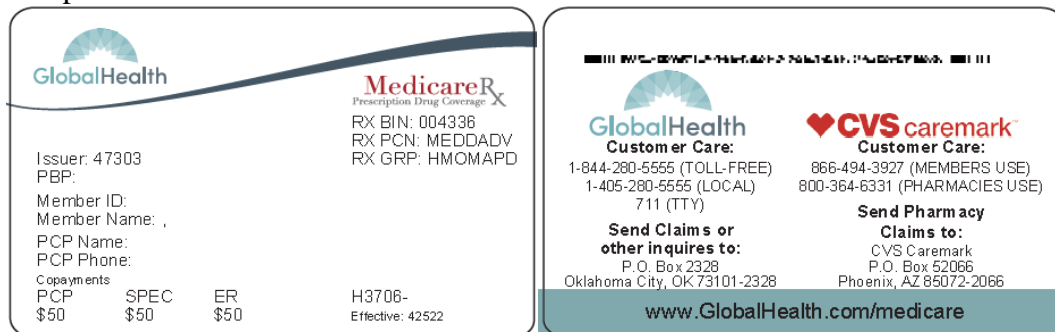 GlobalHealth
MedicareRx
Prescription Drug Coverage
RX BIN: 004336
RX PCN: MEDDADV
RX GRP: HMOMAPD
Issuer: 47303
PBP:
Member ID:
Member Name: ,
PCP Name:
PCP Phone:
Copayments
PCP SPEC ER
$50 $50 $50
H3706-
Effective: 42522
GlobalHealth
Customer Care:
1-844-280-5555 (TOLL-FREE)
1-405-280-5555 (LOCAL)
711 (TTY)
Send Claims or
other inquires to:
P.O. Box 2328
Oklahoma City, OK 73101-2328
CVS caremark™
Customer Care:
866-494-3927 (MEMBERS USE)
800-364-6331 (PHARMACIES USE)
Send Pharmacy
Claims to:
CVS Caremark
P.O. Box 52066
Phoenix, AZ 85072-2066
www.GlobalHealth.com/medicare